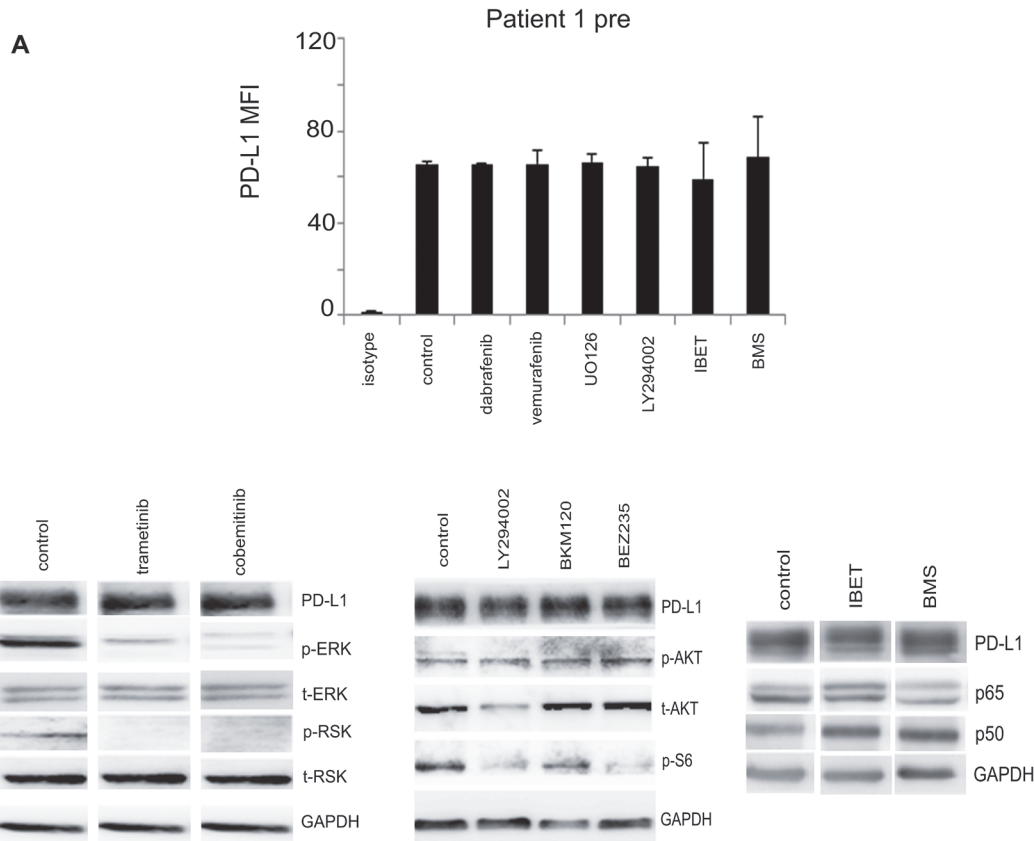 A
Patient 1 pre
PD-L1 MFI
120
80
40
0
isotype
control
dabrafenib
vemurafenib
UO126
LY294002
IBET
BMS
control
trametinib
cobemitinib
PD-L1
p-ERK
t-ERK
p-RSK
t-RSK
GAPDH
control
LY294002
BKM120
BEZ235
PD-L1
p-AKT
t-AKT
p-S6
GAPDH
control
IBET
BMS
PD-L1
p65
p50
GAPDH